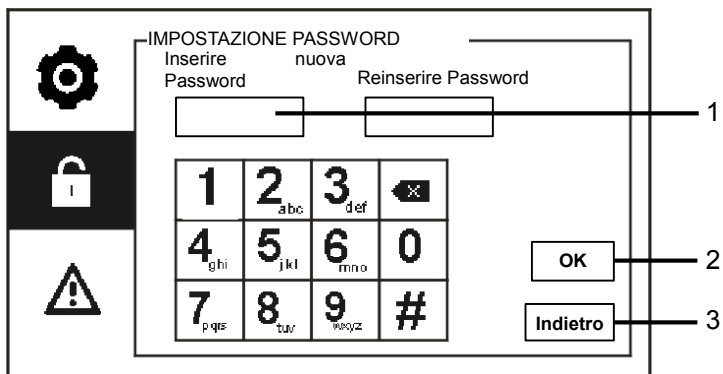 IMPOSTAZIONE PASSWORD
Inserire nuova
Password
Reinserire Password
1
1 2abc 3def
4ghi 5jkl 6mno 0
7pqrs 8tuv 9wxyz #
OK
2
Indietro
3